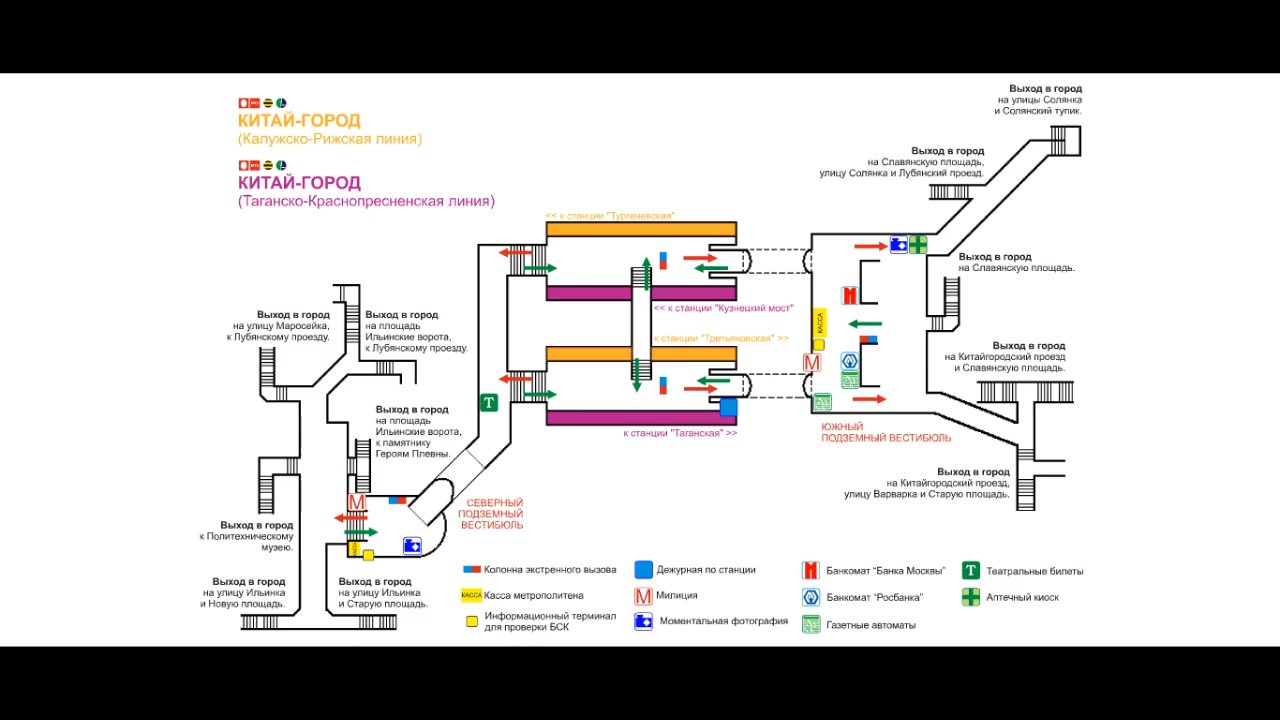 КИТАЙ-ГОРОД
(Калужско-Рижская линия)
КИТАЙ-ГОРОД
(Таганско-Краснопресненская линия)
Выход в город
на улицы Солянка
и Солянский тупик.
Выход в город
на Славянскую площадь,
улицу Солянка и Лубянский проезд.
<< к станции "Тургеневская"
Выход в город
на Славянскую площадь.
<< к станции "Кузнецкий мост"
Выход в город
на улицу Маросейка,
к Лубянскому проезду.
Выход в город
на площадь
Ильинские ворота,
к Лубянскому проезду.
к станции "Третьяковская" >>
КАССА
М
Выход в город
на Китайгородский проезд
и Славянскую площадь.
Т
Выход в город
на площадь
Ильинские ворота,
к памятнику
Героям Плевны.
к станции "Таганская" >>
ЮЖНЫЙ
ПОДЗЕМНЫЙ ВЕСТИБЮЛЬ
Выход в город
на Китайгородский проезд,
улицу Варварка и Старую площадь.
М
СЕВЕРНЫЙ
ПОДЗЕМНЫЙ
ВЕСТИБЮЛЬ
Выход в город
к Политехническому
музею.
КАССА
Выход в город
на улицу Ильинка
и Новую площадь.
Выход в город
на улицу Ильинка
и Старую площадь.
Колонна экстренного вызова
КАССА Касса метрополитена
Информационный терминал
для проверки БСК
Дежурная по станции
М Милиция
Моментальная фотография
Банкомат "Банка Москвы"
Банкомат "Росбанка"
Газетные автоматы
Т Театральные билеты
Аптечный киоск